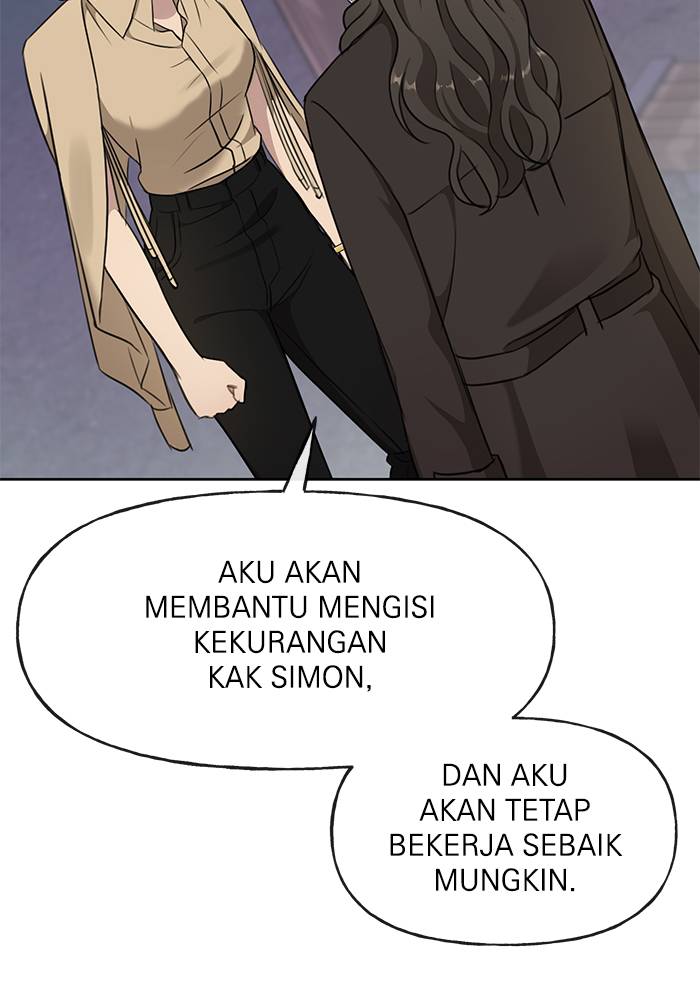 AKU AKAN
MEMBANTU MENGISI
KEKURANGAN
KAK SIMON,
DAN AKU
AKAN TETAP
BEKERJA SEBAIK
MUNGKIN.